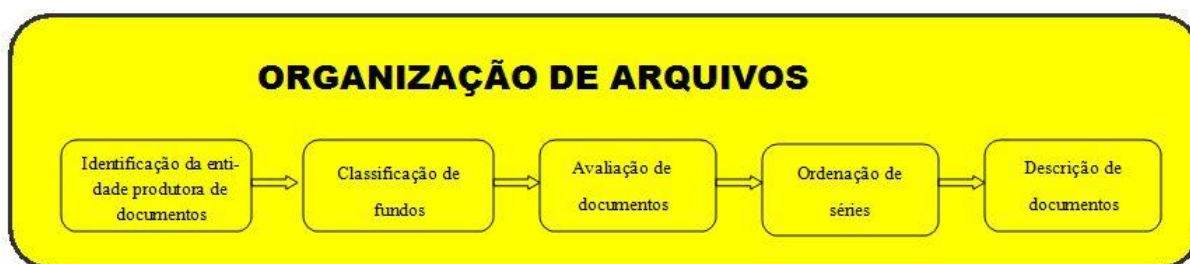 ORGANIZAÇÃO DE ARQUIVOS
Identificação da enti-
dade produtora de
documentos
Classificação de
fundos
Avaliação de
documentos
Ordenação de
séries
Descrição de
documentos